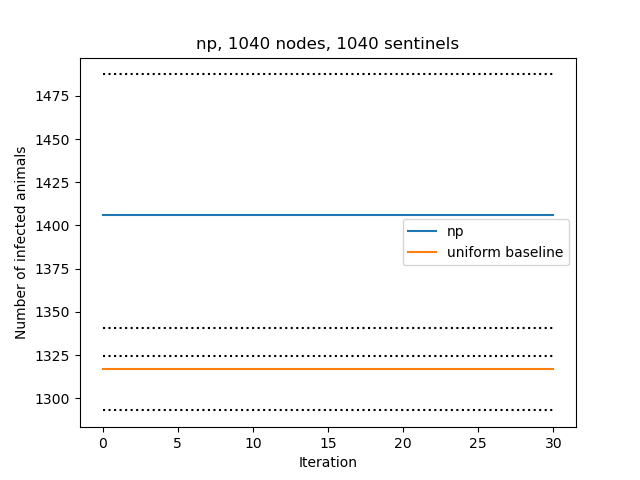 np, 1040 nodes, 1040 sentinels
Number of infected animals
1475
1450
1425
1400
1375
1350
1325
1300
np
uniform baseline
0 5 10 15 20 25 30
Iteration